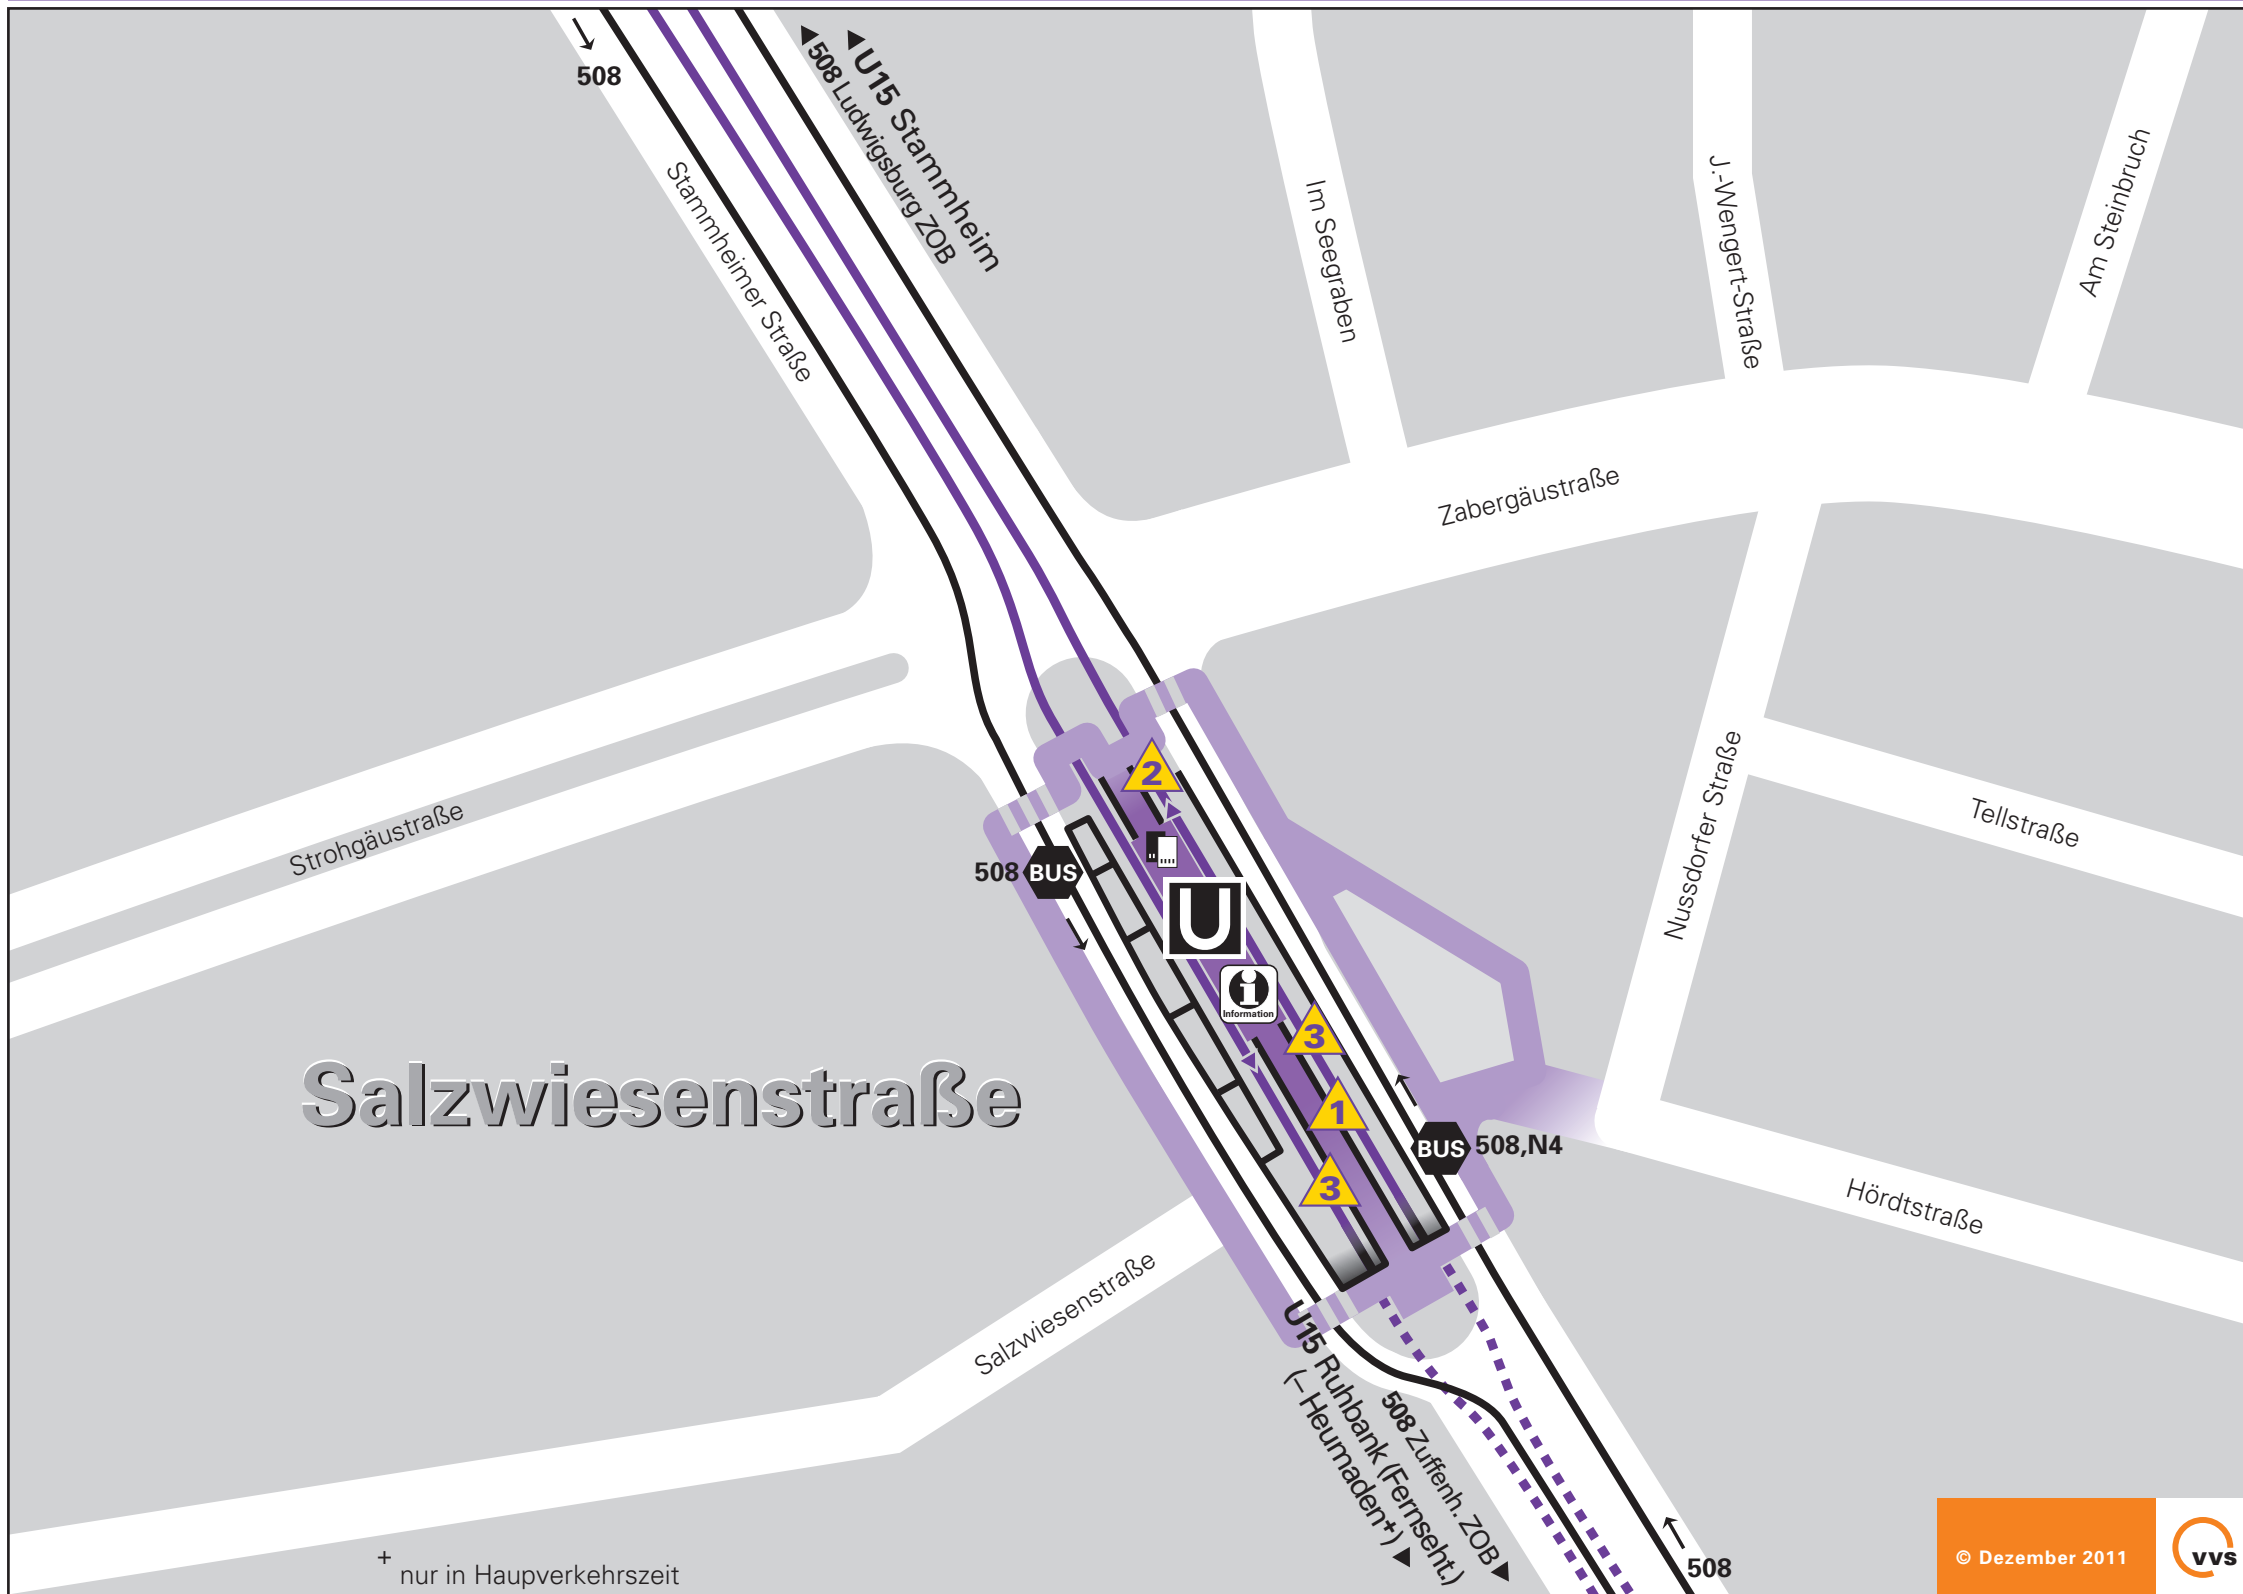 508
U15 Stammheim
508 Ludwigsburg ZOB
Stammheimer Straße
Im Seegraben
J.-Wengert-Straße
Am Steinbruch
Zabergäustraße
Strohgäustraße
Nussdorfer Straße
Tellstraße
2
508 BUS
U
i
Information
3
Salzwiesenstraße
1
BUS 508,N4
3
Hördtstraße
Salzwiesenstraße
U15 Ruhbank (Fernseht.)
(– Heumaden+)
508 Zuffenh. ZOB
508
+ nur in Haupverkehrszeit
© Dezember 2011
vvs